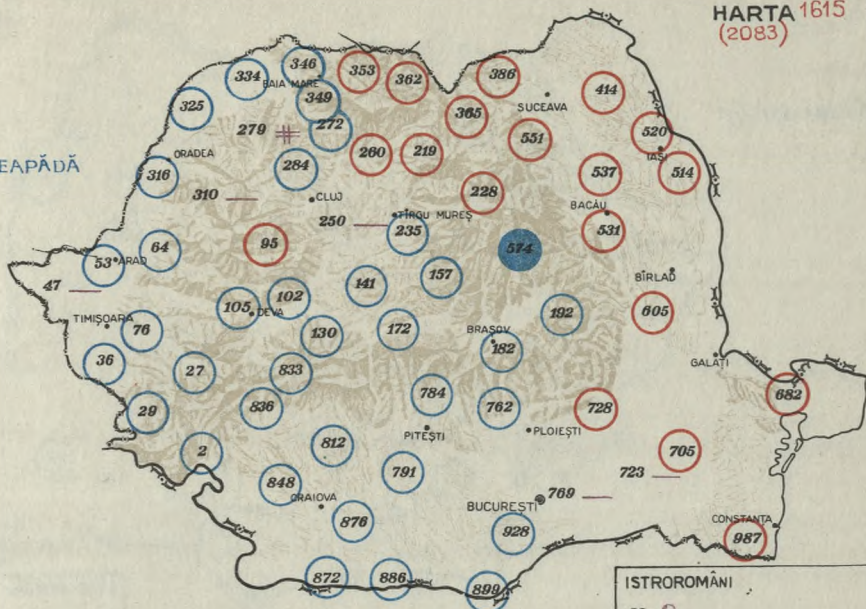 HARTA 1615
(2083)
346
334
353
362
386
BAIA MARE
349
SUCEAVA
414
325
365
279
272
551
520
IAȘI
ORADEA
260
219
EAPĂDĂ
316
284
537
514
310
CLUJ
228
BACĂU
250
TÎRGU MUREȘ
235
531
95
64
574
53
ARAD
BÎRLAD
47
157
141
102
105
DEVA
192
605
TIMIȘOARA
76
130
172
BRAȘOV
182
GALAȚI
36
27
833
784
762
682
29
836
728
PITEȘTI
PLOIEȘTI
2
812
705
791
723
848
CRAIOVA
BUCUREȘTI
769
876
CONSTANȚA
928
987
872
886
899
ISTROROMÂNI